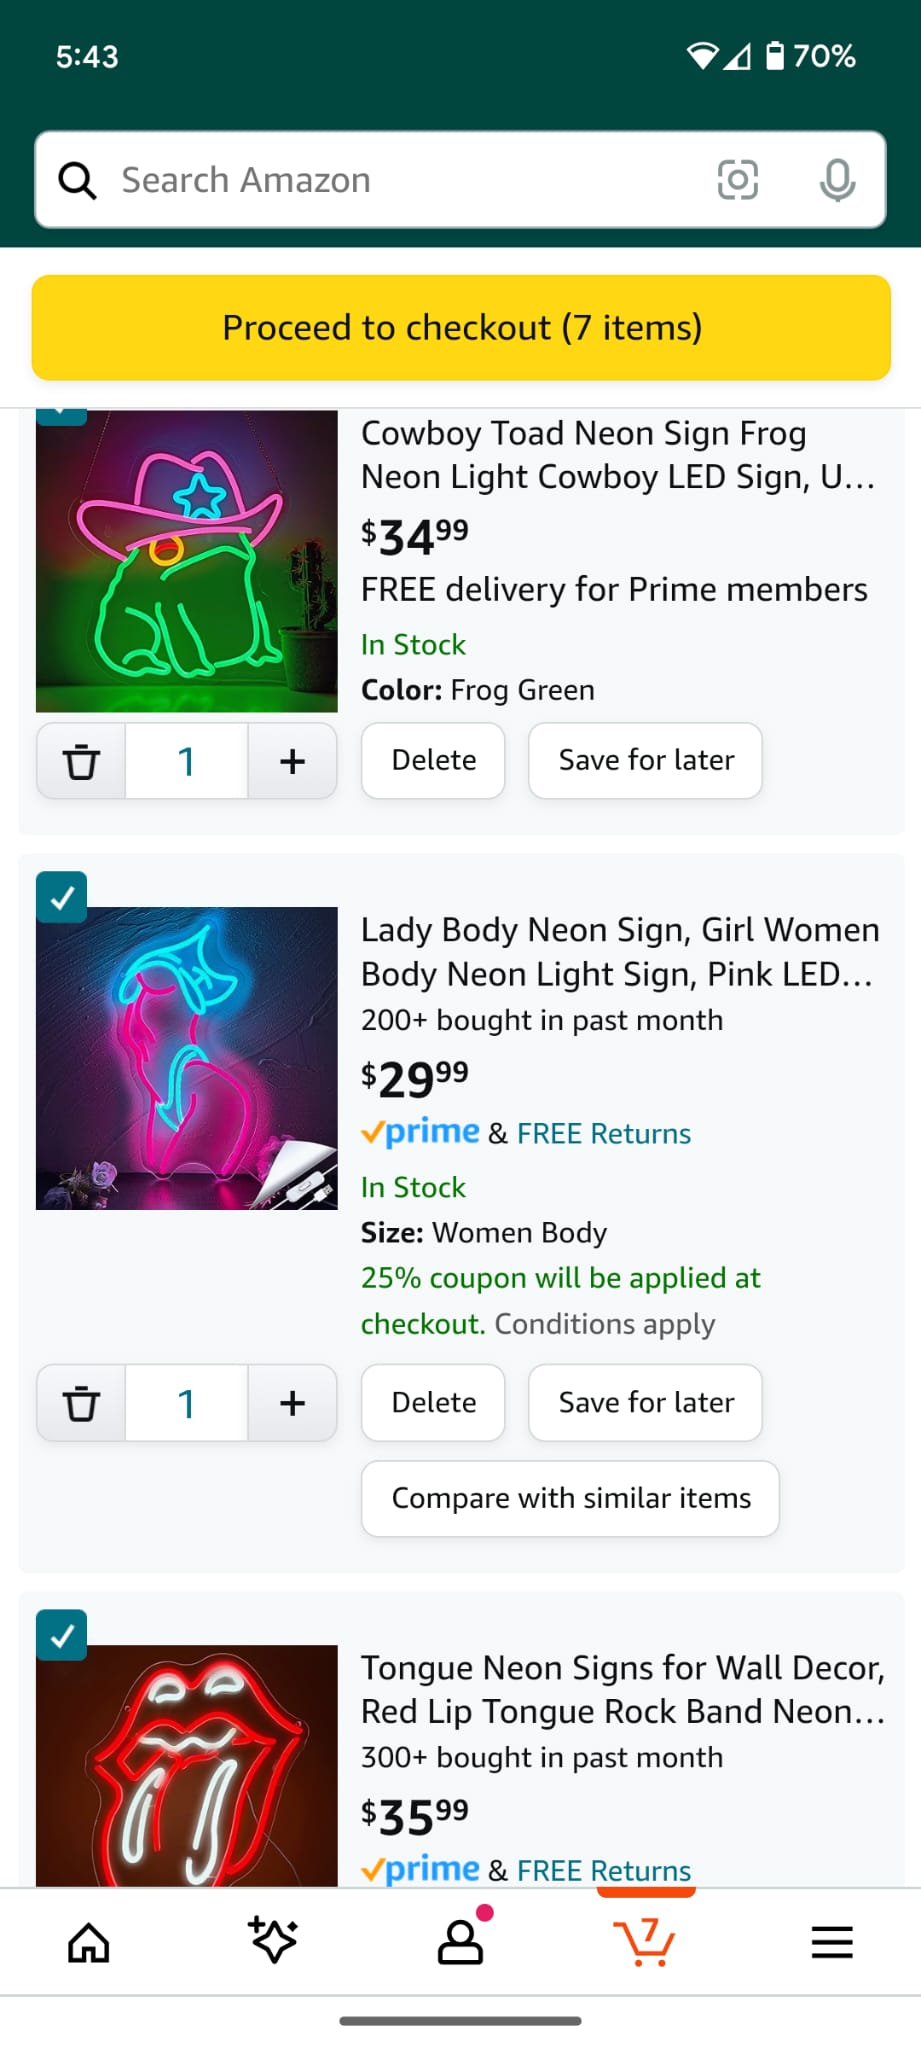 5:43
70%
Search Amazon
Proceed to checkout (7 items)
Cowboy Toad Neon Sign Frog
Neon Light Cowboy LED Sign, U...
$34.99
FREE delivery for Prime members
In Stock
Color: Frog Green
1
Delete
Save for later
Lady Body Neon Sign, Girl Women
Body Neon Light Sign, Pink LED...
200+ bought in past month
$29.99
prime & FREE Returns
In Stock
Size: Women Body
25% coupon will be applied at
checkout. Conditions apply
1
Delete
Save for later
Compare with similar items
Tongue Neon Signs for Wall Decor,
Red Lip Tongue Rock Band Neon...
300+ bought in past month
$35.99
prime & FREE Returns
7